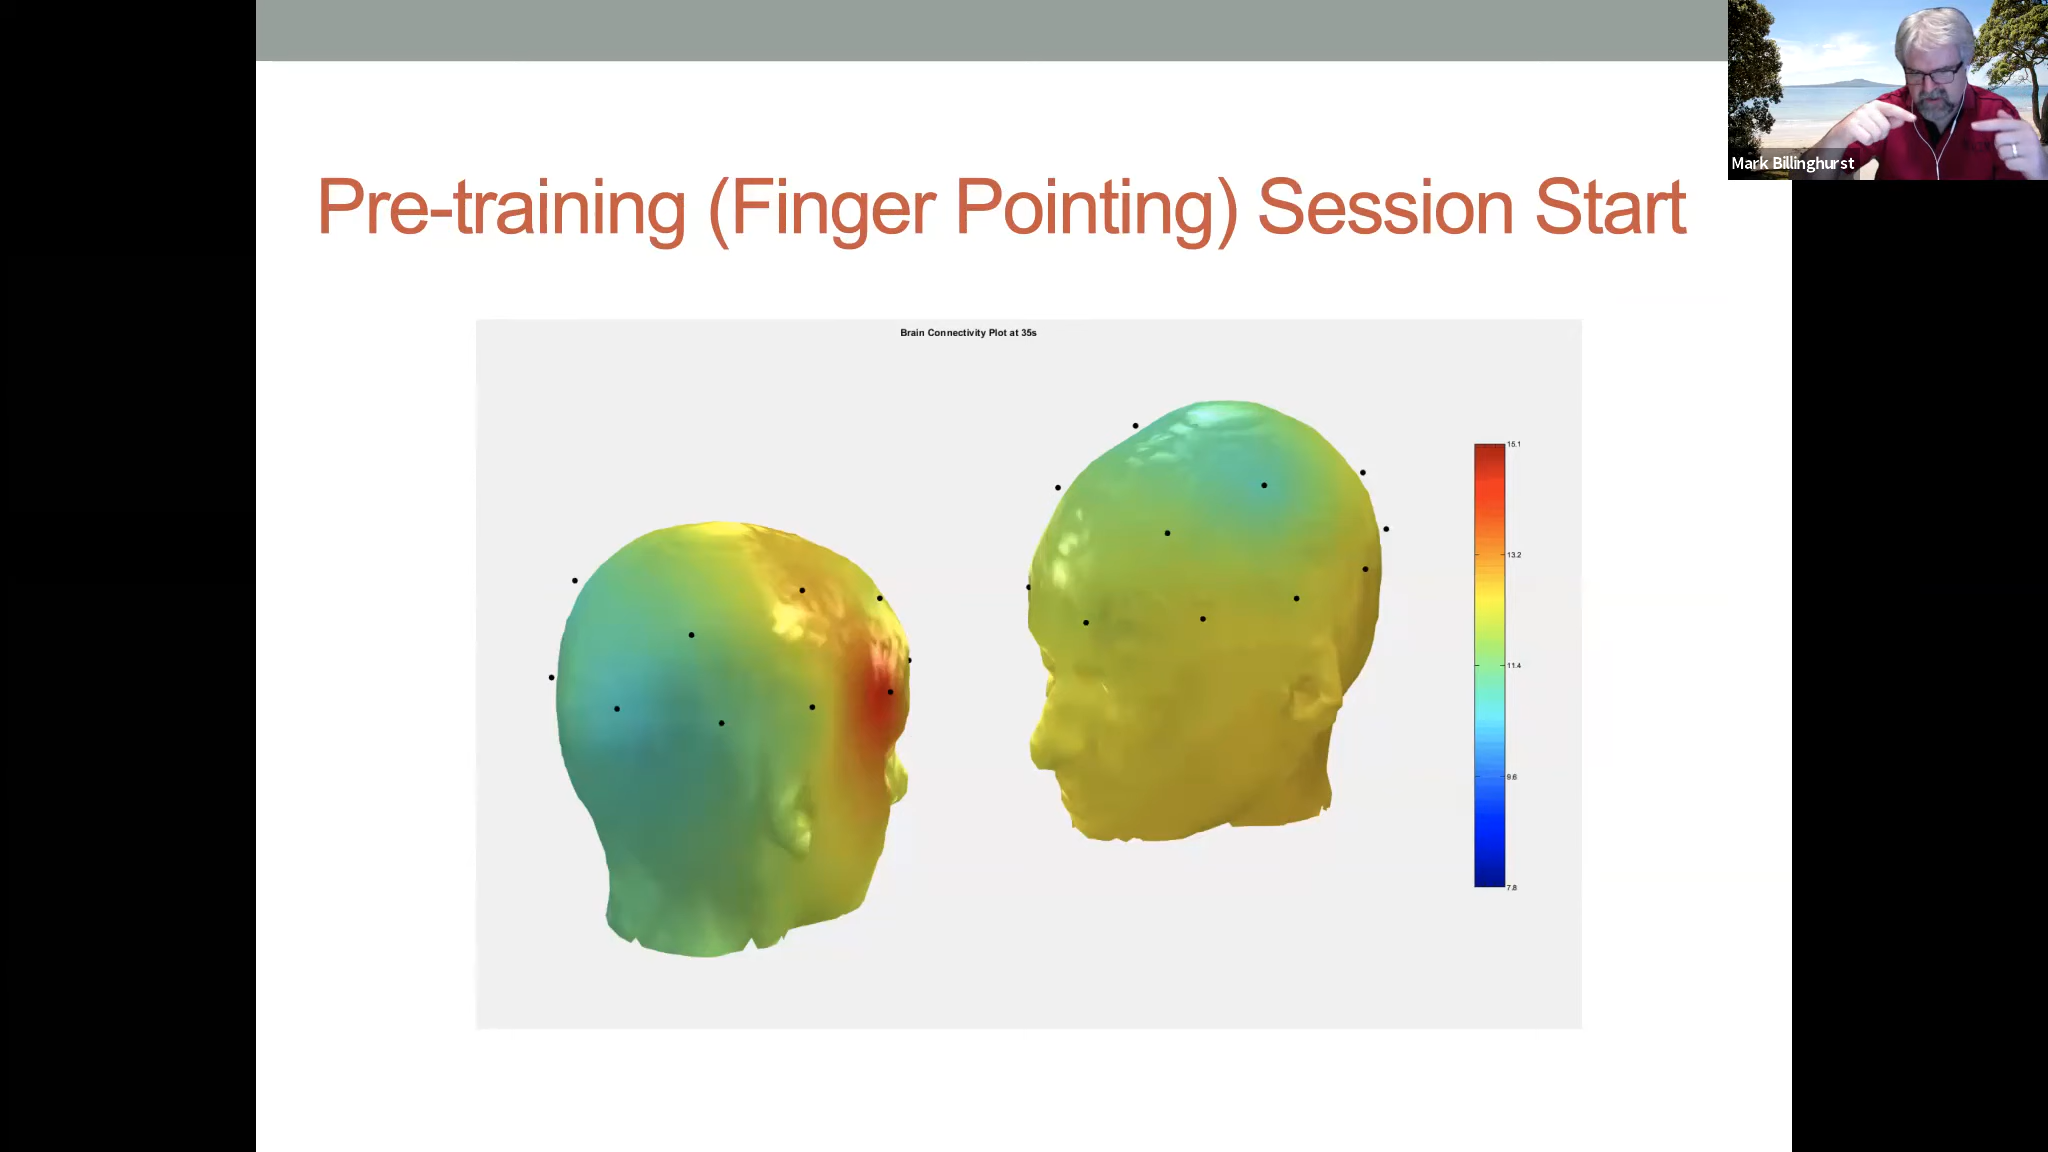 Mark Billinghurst
Pre-training (Finger Pointing) Session Start
Brain Connectivity Plot at 35s
15.1
13.2
11.4
9.6
7.8